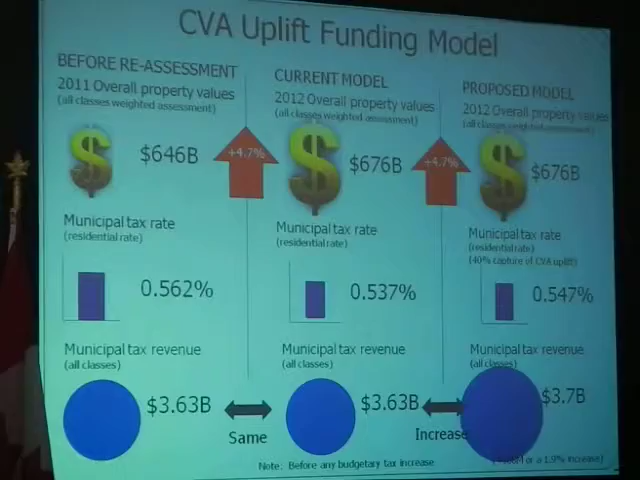 CVA Uplift Funding Model
BEFORE RE-ASSESSMENT
2011 Overall property values
(all classes weighted assessment)
$646B
+4.7%
Municipal tax rate
(residential rate)
0.562%
Municipal tax revenue
(all classes)
$3.63B
Same
CURRENT MODEL
2012 Overall property values
(all classes weighted assessment)
$676B
+4.7%
Municipal tax rate
(residential rate)
0.537%
Municipal tax revenue
(all classes)
$3.63B
Increase
PROPOSED MODEL
2012 Overall property values
(all classes weighted assessment)
$676B
Municipal tax rate
(residential rate)
(40% capture of CVA uplift)
0.547%
Municipal tax revenue
(all classes)
$3.7B
or a 1.9% increase)
Note: Before any budgetary tax increase